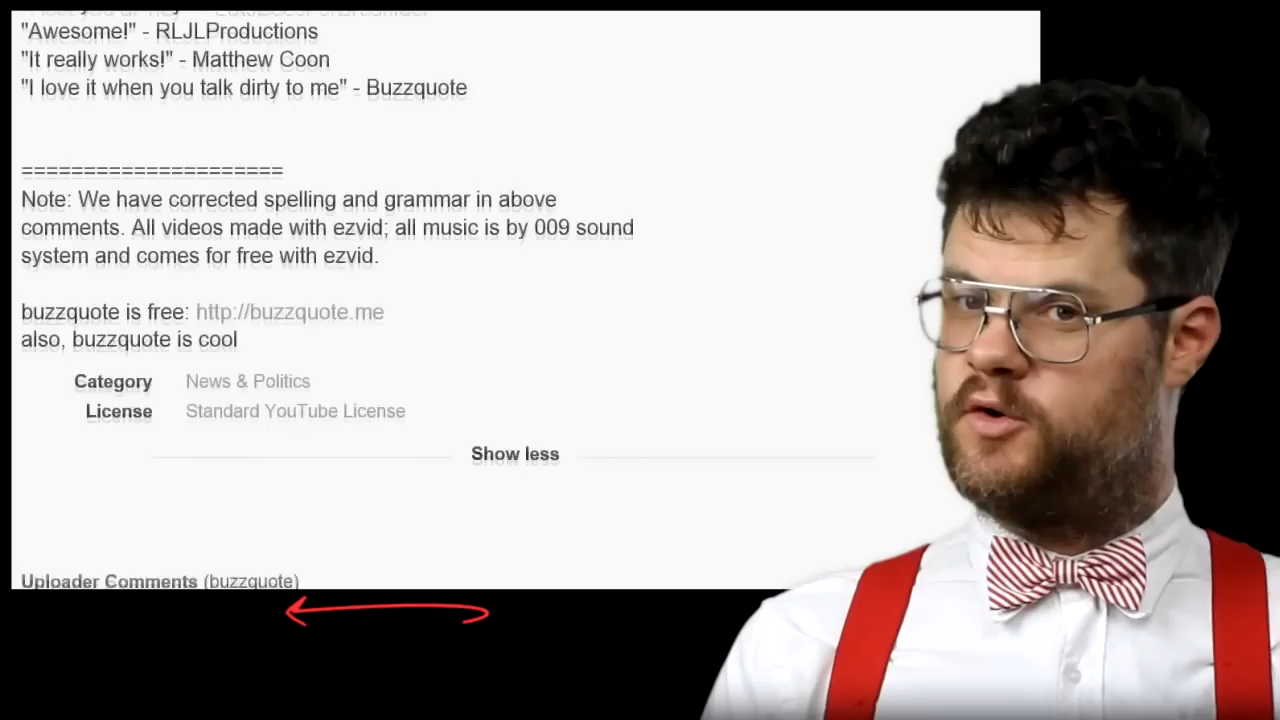 "Awesome!" - RLJLProductions
"It really works!" - Matthew Coon
"I love it when you talk dirty to me" - Buzzquote
=====================
Note: We have corrected spelling and grammar in above
comments. All videos made with ezvid; all music is by 009 sound
system and comes for free with ezvid.
buzzquote is free: http://buzzquote.me
also, buzzquote is cool
Category News & Politics
License Standard YouTube License
Show less
Uploader Comments (buzzquote)